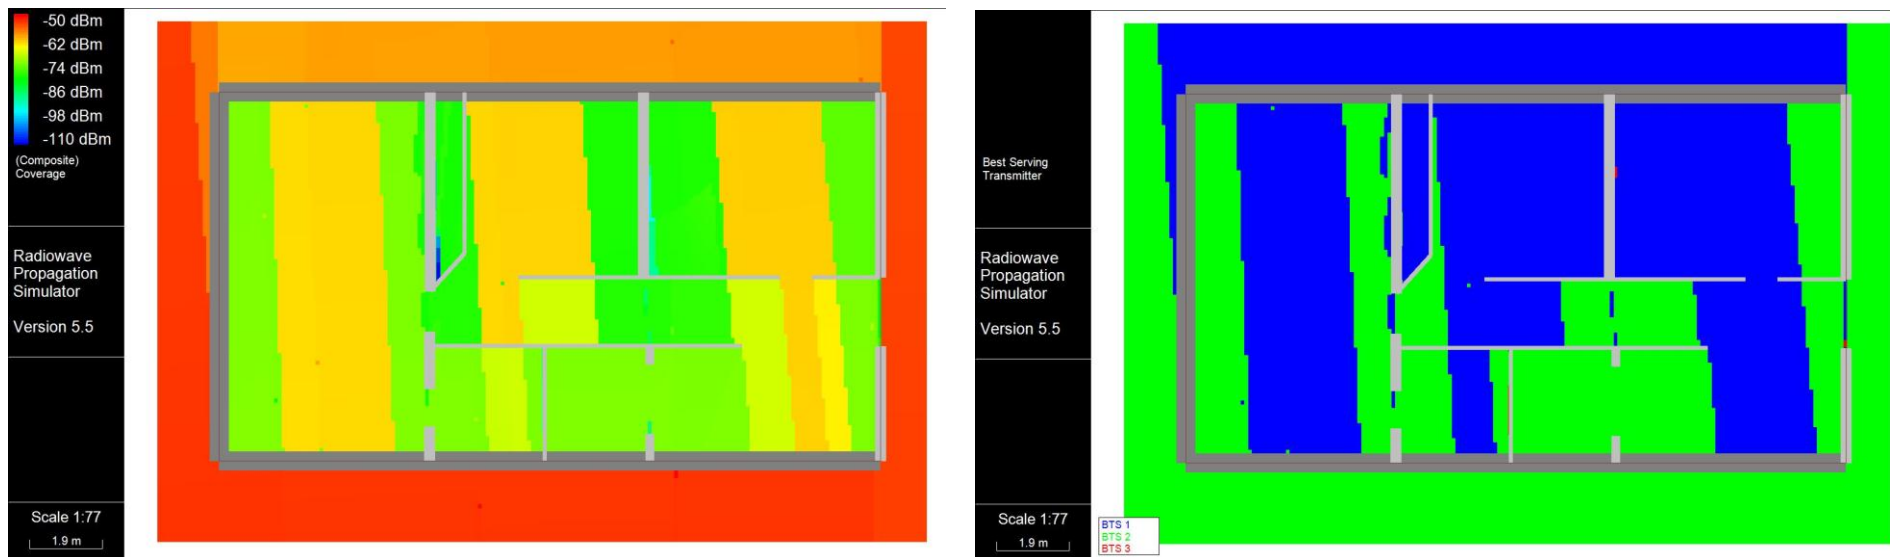 -50 dBm
-62 dBm
-74 dBm
-86 dBm
-98 dBm
-110 dBm
(Composite)
Coverage
Radiowave
Propagation
Simulator
Version 5.5
Scale 1:77
1.9 m
Best Serving
Transmitter
Radiowave
Propagation
Simulator
Version 5.5
Scale 1:77
1.9 m
BTS 1
BTS 2
BTS 3